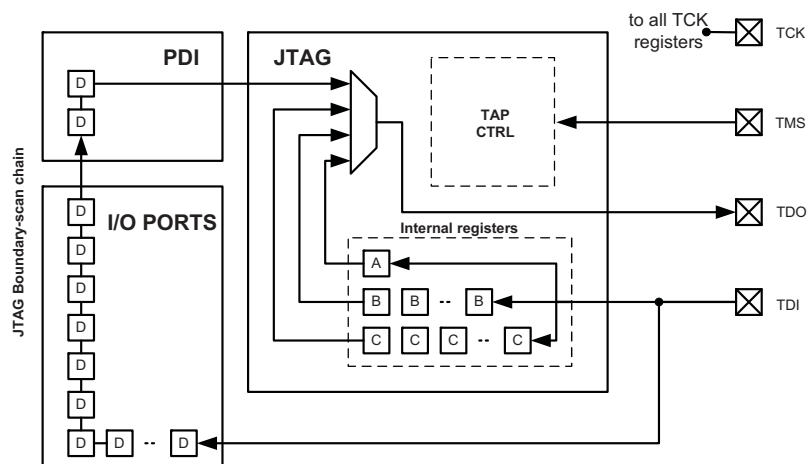 to all TCK
registers
TCK
PDI
JTAG
D
D
TAP
CTRL
TMS
JTAG Boundary-scan chain
I/O PORTS
D
D
D
D
D
D
D D -- D
TDO
Internal registers
A
B B -- B
C C C -- C
TDI